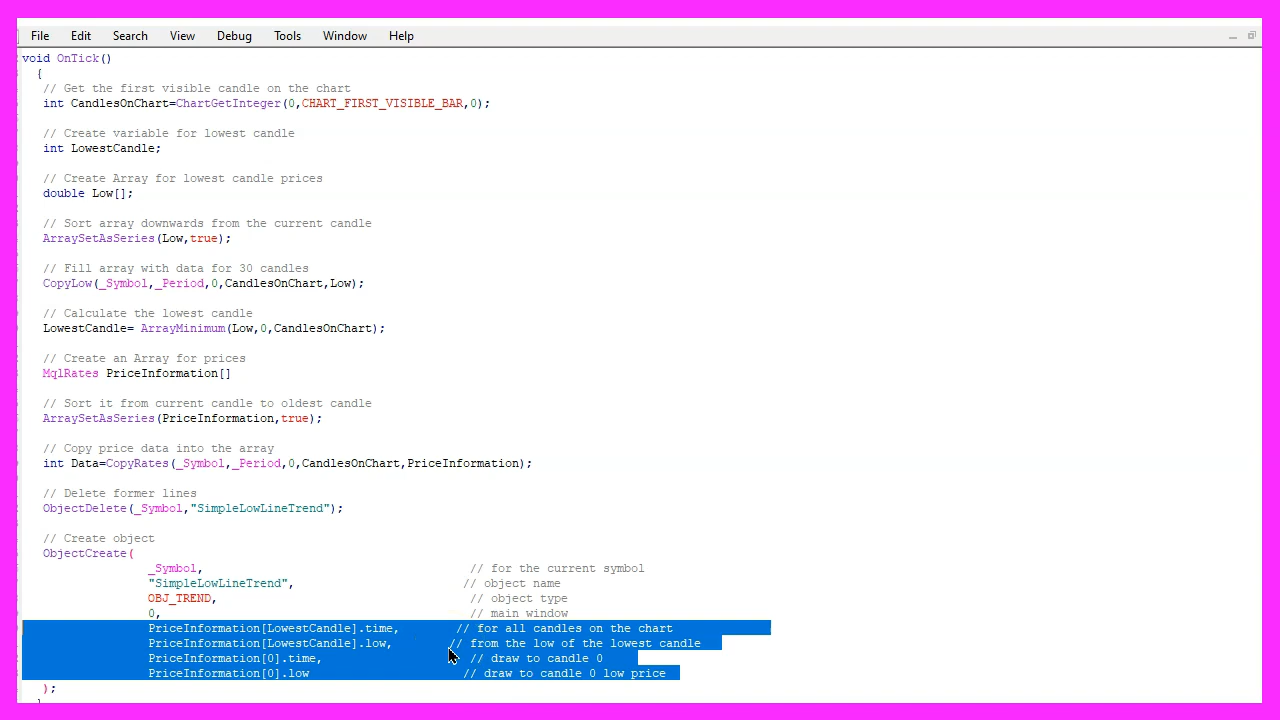 File Edit Search View Debug Tools Window Help
void OnTick()
{
// Get the first visible candle on the chart
int CandlesOnChart=ChartGetInteger(0,CHART_FIRST_VISIBLE_BAR,0);
// Create variable for lowest candle
int LowestCandle;
// Create Array for lowest candle prices
double Low[];
// Sort array downwards from the current candle
ArraySetAsSeries(Low,true);
// Fill array with data for 30 candles
CopyLow(_Symbol,_Period,0,CandlesOnChart,Low);
// Calculate the lowest candle
LowestCandle= ArrayMinimum(Low,0,CandlesOnChart);
// Create an Array for prices
MqlRates PriceInformation[]
// Sort it from current candle to oldest candle
ArraySetAsSeries(PriceInformation,true);
// Copy price data into the array
int Data=CopyRates(_Symbol,_Period,0,CandlesOnChart,PriceInformation);
// Delete former lines
ObjectDelete(_Symbol,"SimpleLowLineTrend");
// Create object
ObjectCreate(
_Symbol, // for the current symbol
"SimpleLowLineTrend", // object name
OBJ_TREND, // object type
0, // main window
PriceInformation[LowestCandle].time, // for all candles on the chart
PriceInformation[LowestCandle].low, // from the low of the lowest candle
PriceInformation[0].time, // draw to candle 0
PriceInformation[0].low // draw to candle 0 low price
);